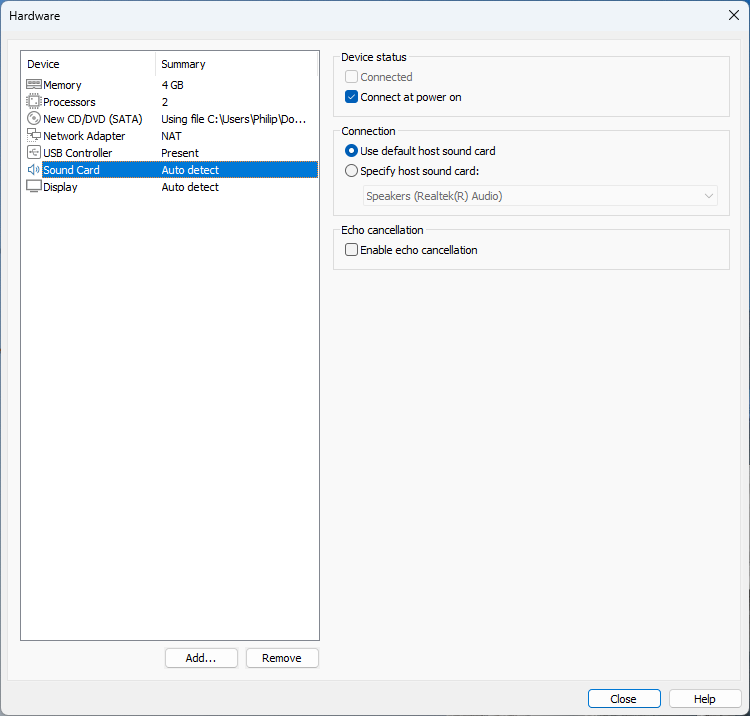 Hardware
Device Summary
Memory 4 GB
Processors 2
New CD/DVD (SATA) Using file C:\Users\Philip\Do...
Network Adapter NAT
USB Controller Present
Sound Card Auto detect
Display Auto detect
Add... Remove
Device status
Connected
Connect at power on
Connection
Use default host sound card
Specify host sound card:
Speakers (Realtek(R) Audio)
Echo cancellation
Enable echo cancellation
Close Help